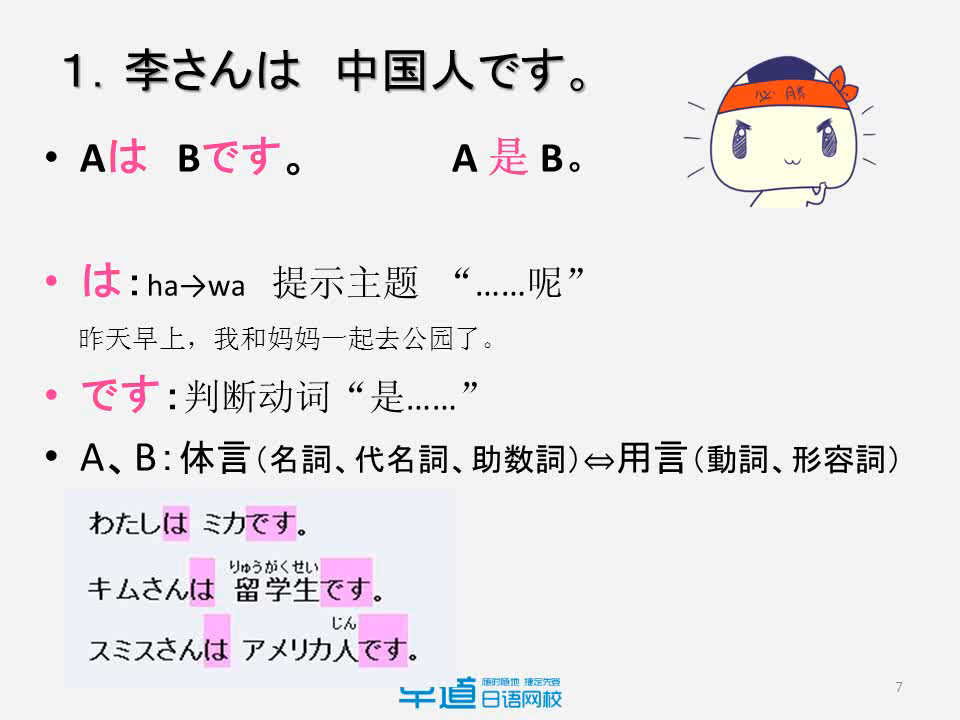 1．李さんは　中国人です。
必勝
• Aは　Bです。　A 是 B。
• は：ha→wa　提示主题　“……呢”
昨天早上，我和妈妈一起去公园了。
• です：判断动词“是……”
• A、B：体言（名詞、代名詞、助数詞）⇔用言（動詞、形容詞）
わたしは ミカです。
りゅうがくせい
キムさんは 留学生です。
じん
スミスさんは アメリカ人です。
随时随地 捷足先登
早道 日语网校
7